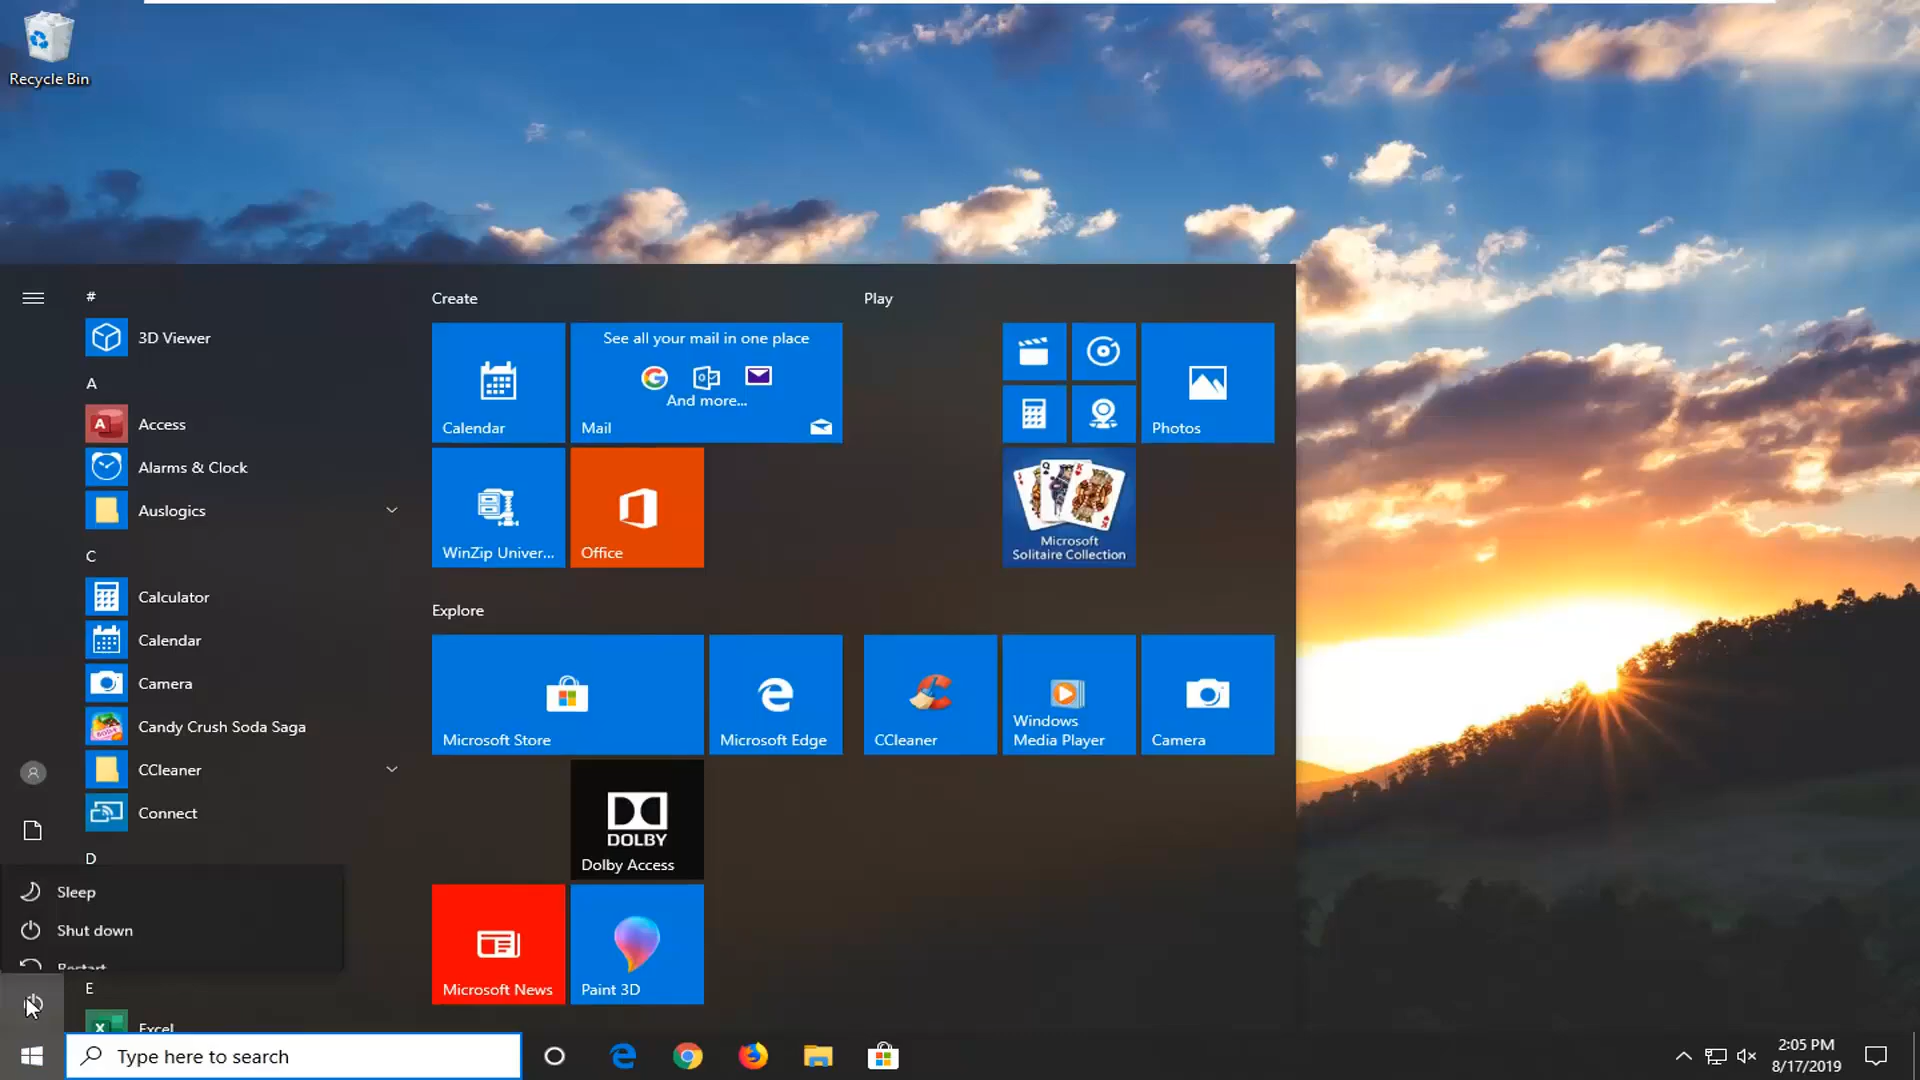 Recycle Bin
#
3D Viewer
A
Access
Alarms & Clock
Auslogics
C
Calculator
Calendar
Camera
Candy Crush Soda Saga
CCleaner
Connect
D
Sleep
Shut down
Restart
E
Excel
Create
Calendar
See all your mail in one place
And more...
Mail
WinZip Univer...
Office
Explore
Microsoft Store
Microsoft Edge
DOLBY
Dolby Access
Microsoft News
Paint 3D
Play
Photos
Microsoft
Solitaire Collection
CCleaner
Windows
Media Player
Camera
Type here to search
2:05 PM
8/17/2019